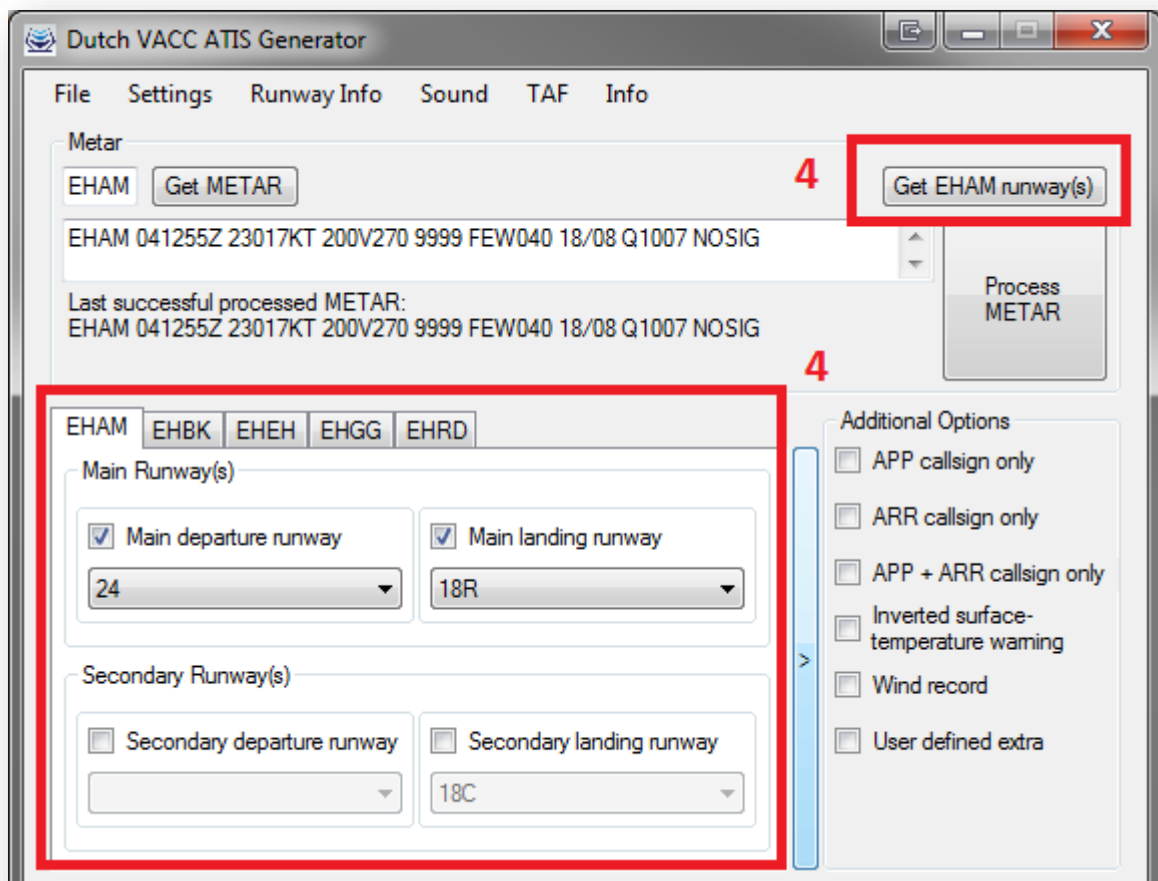 Dutch VACC ATIS Generator
File Settings Runway Info Sound TAF Info
Metar
EHAM Get METAR 4 Get EHAM runway(s)
EHAM 041255Z 23017KT 200V270 9999 FEW040 18/08 Q1007 NOSIG
Process
METAR
Last successful processed METAR:
EHAM 041255Z 23017KT 200V270 9999 FEW040 18/08 Q1007 NOSIG
4
EHAM EHBK EHEH EHGG EHRD
Main Runway(s)
Main departure runway Main landing runway
24 18R
Secondary Runway(s)
Secondary departure runway Secondary landing runway
18C
>
Additional Options
APP callsign only
ARR callsign only
APP + ARR callsign only
Inverted surface-
temperature warning
Wind record
User defined extra